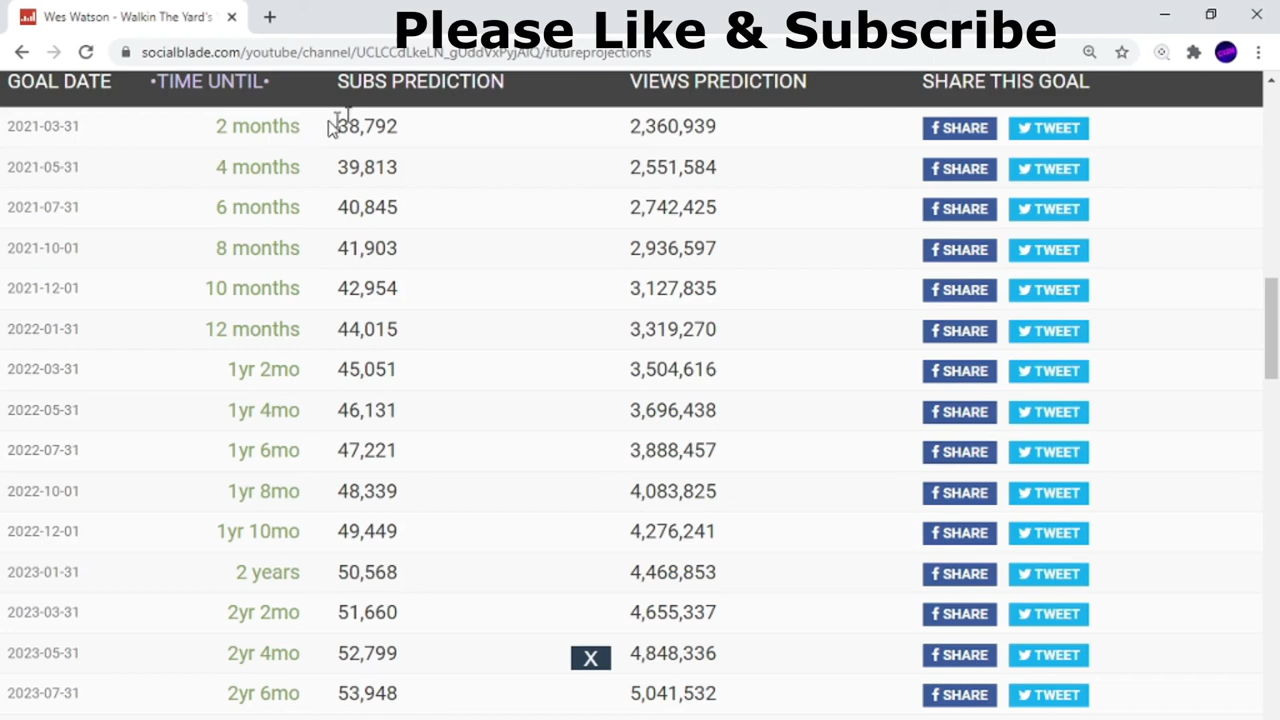 Wes Watson - Walkin The Yard's
Please Like & Subscribe
socialblade.com/youtube/channel/UCLCCdLkeLN_gUddVxPyjAIQ/futureprojections
GOAL DATE •TIME UNTIL• SUBS PREDICTION VIEWS PREDICTION SHARE THIS GOAL
2021-03-31 2 months 38,792 2,360,939 SHARE TWEET
2021-05-31 4 months 39,813 2,551,584 SHARE TWEET
2021-07-31 6 months 40,845 2,742,425 SHARE TWEET
2021-10-01 8 months 41,903 2,936,597 SHARE TWEET
2021-12-01 10 months 42,954 3,127,835 SHARE TWEET
2022-01-31 12 months 44,015 3,319,270 SHARE TWEET
2022-03-31 1yr 2mo 45,051 3,504,616 SHARE TWEET
2022-05-31 1yr 4mo 46,131 3,696,438 SHARE TWEET
2022-07-31 1yr 6mo 47,221 3,888,457 SHARE TWEET
2022-10-01 1yr 8mo 48,339 4,083,825 SHARE TWEET
2022-12-01 1yr 10mo 49,449 4,276,241 SHARE TWEET
2023-01-31 2 years 50,568 4,468,853 SHARE TWEET
2023-03-31 2yr 2mo 51,660 4,655,337 SHARE TWEET
2023-05-31 2yr 4mo 52,799 X 4,848,336 SHARE TWEET
2023-07-31 2yr 6mo 53,948 5,041,532 SHARE TWEET